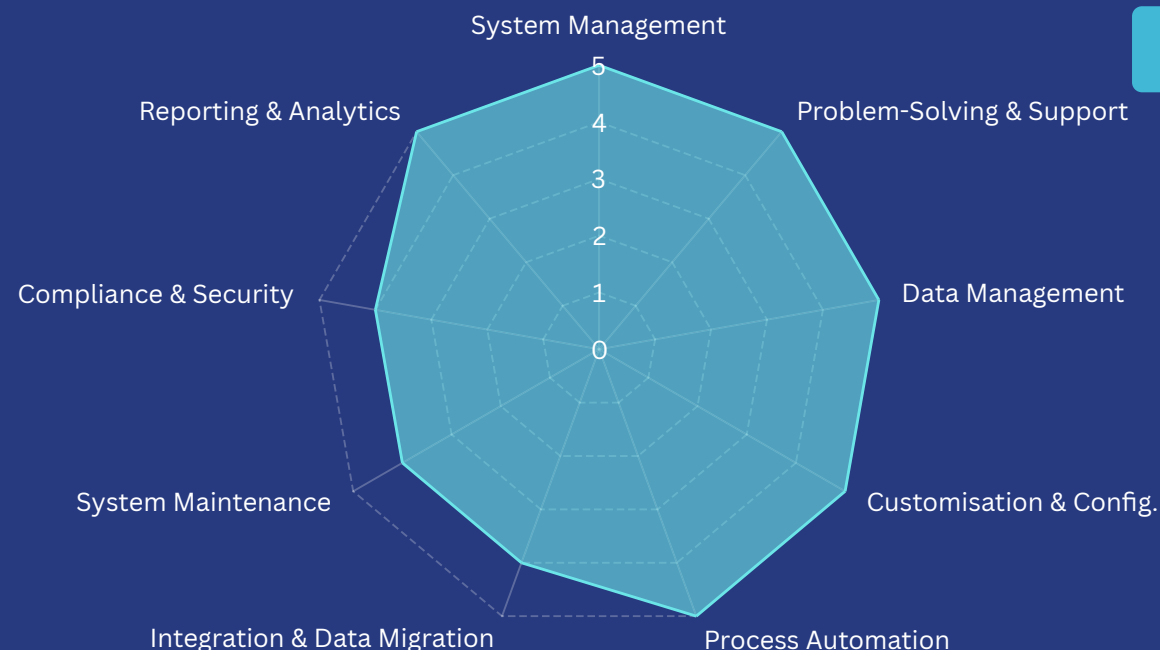 System Management
5
Reporting & Analytics
Problem-Solving & Support
4
3
2
Compliance & Security
1
Data Management
0
System Maintenance
Customisation & Config.
Integration & Data Migration
Process Automation